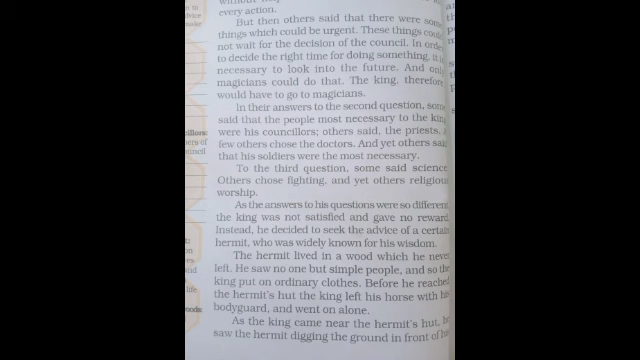 every action.
But then others said that there were some
things which could be urgent. These things could
not wait for the decision of the council. In order
to decide the right time for doing something, it is
necessary to look into the future. And only
magicians could do that. The king, therefore
would have to go to magicians.
In their answers to the second question, some
said that the people most necessary to the king
were his councillors; others said, the priests.
few others chose the doctors. And yet others said
that his soldiers were the most necessary.
To the third question, some said science.
Others chose fighting, and yet others religious
worship.
As the answers to his questions were so different
the king was not satisfied and gave no reward
Instead, he decided to seek the advice of a certain
hermit, who was widely known for his wisdom.
The hermit lived in a wood which he never
left. He saw no one but simple people, and so the
king put on ordinary clothes. Before he reached
the hermit's hut the king left his horse with his
bodyguard, and went on alone.
As the king came near the hermit's hut, he
saw the hermit digging the ground in front of his